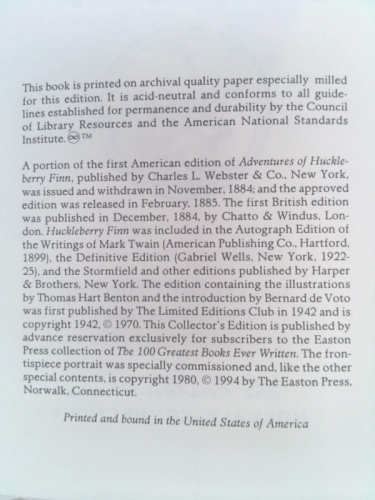 This book is printed on archival quality paper especially milled
for this edition. It is acid-neutral and conforms to all guide-
lines established for permanence and durability by the Council
of Library Resources and the American National Standards
Institute. ♾™
A portion of the first American edition of Adventures of Huckle-
berry Finn, published by Charles L. Webster & Co., New York,
was issued and withdrawn in November, 1884; and the approved
edition was released in February, 1885. The first British edition
was published in December, 1884, by Chatto & Windus, Lon-
don. Huckleberry Finn was included in the Autograph Edition of
the Writings of Mark Twain (American Publishing Co., Hartford,
1899), the Definitive Edition (Gabriel Wells, New York, 1922-
25), and the Stormfield and other editions published by Harper
& Brothers, New York. The edition containing the illustrations
by Thomas Hart Benton and the introduction by Bernard de Voto
was first published by The Limited Editions Club in 1942 and is
copyright 1942, © 1970. This Collector's Edition is published by
advance reservation exclusively for subscribers to the Easton
Press collection of The 100 Greatest Books Ever Written. The fron-
tispiece portrait was specially commissioned and, like the other
special contents, is copyright 1980, © 1994 by The Easton Press,
Norwalk, Connecticut.
Printed and bound in the United States of America